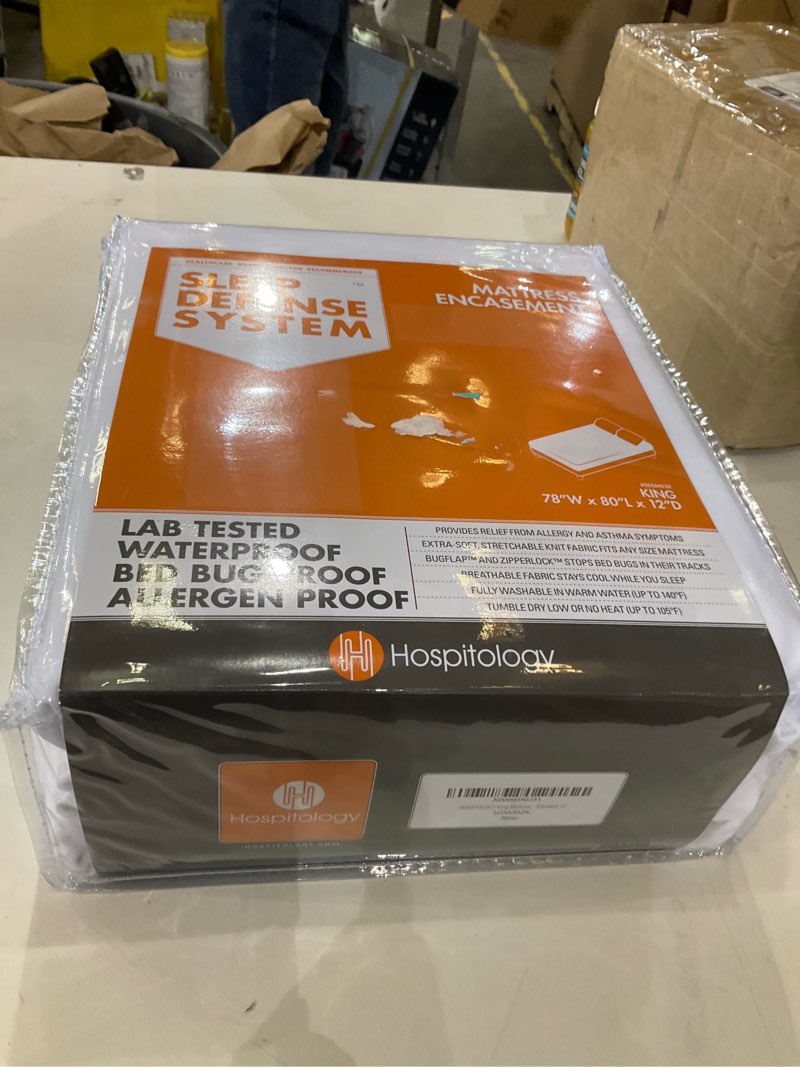 SLEEP
DEFENSE
SYSTEM
TM
MATTRESS
ENCASEMENT
KING
78"W x 80"L x 12"D
LAB TESTED
WATERPROOF
BED BUG PROOF
ALLERGEN PROOF
PROVIDES RELIEF FROM ALLERGY AND ASTHMA SYMPTOMS
EXTRA-SOFT, STRETCHABLE KNIT FABRIC FITS ANY SIZE MATTRESS
BUGFLAP™ AND ZIPPERLOCK™ STOPS BED BUGS IN THEIR TRACKS
BREATHABLE FABRIC STAYS COOL WHILE YOU SLEEP
FULLY WASHABLE IN WARM WATER (UP TO 140°F)
TUMBLE DRY LOW OR NO HEAT (UP TO 105°F)
Hospitology
Hospitology
HOSPITOLOGY.COM
New